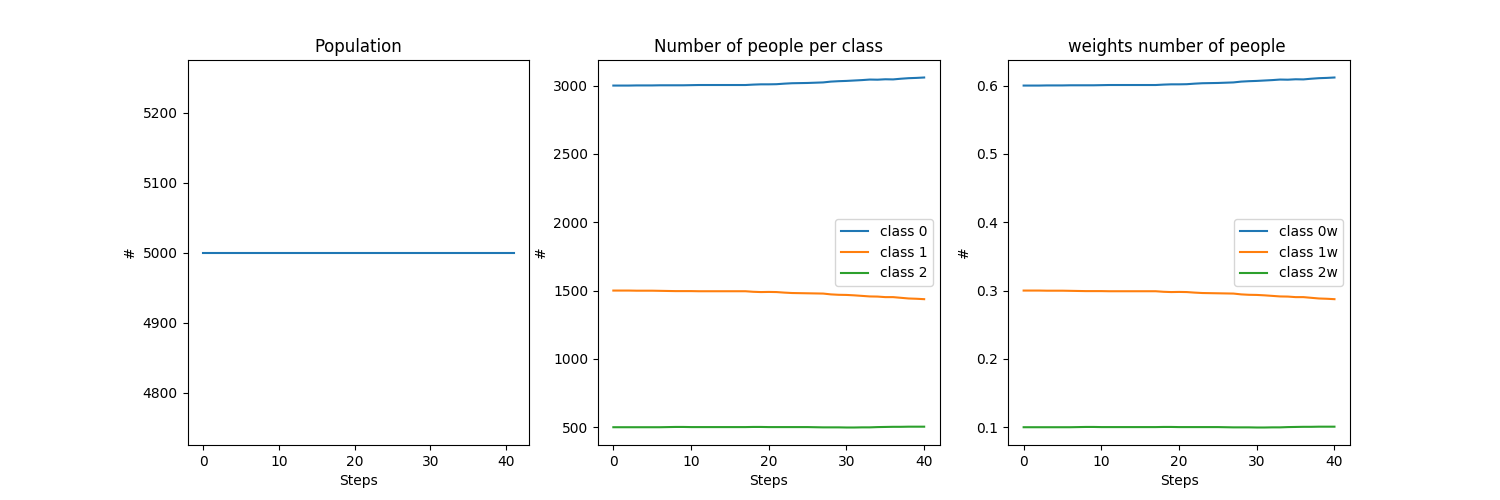 Population
5200
5100
5000
4900
4800
#
0 10 20 30 40
Steps
Number of people per class
3000
2500
2000
1500
1000
500
#
class 0
class 1
class 2
0 10 20 30 40
Steps
weights number of people
0.6
0.5
0.4
0.3
0.2
0.1
#
class 0w
class 1w
class 2w
0 10 20 30 40
Steps